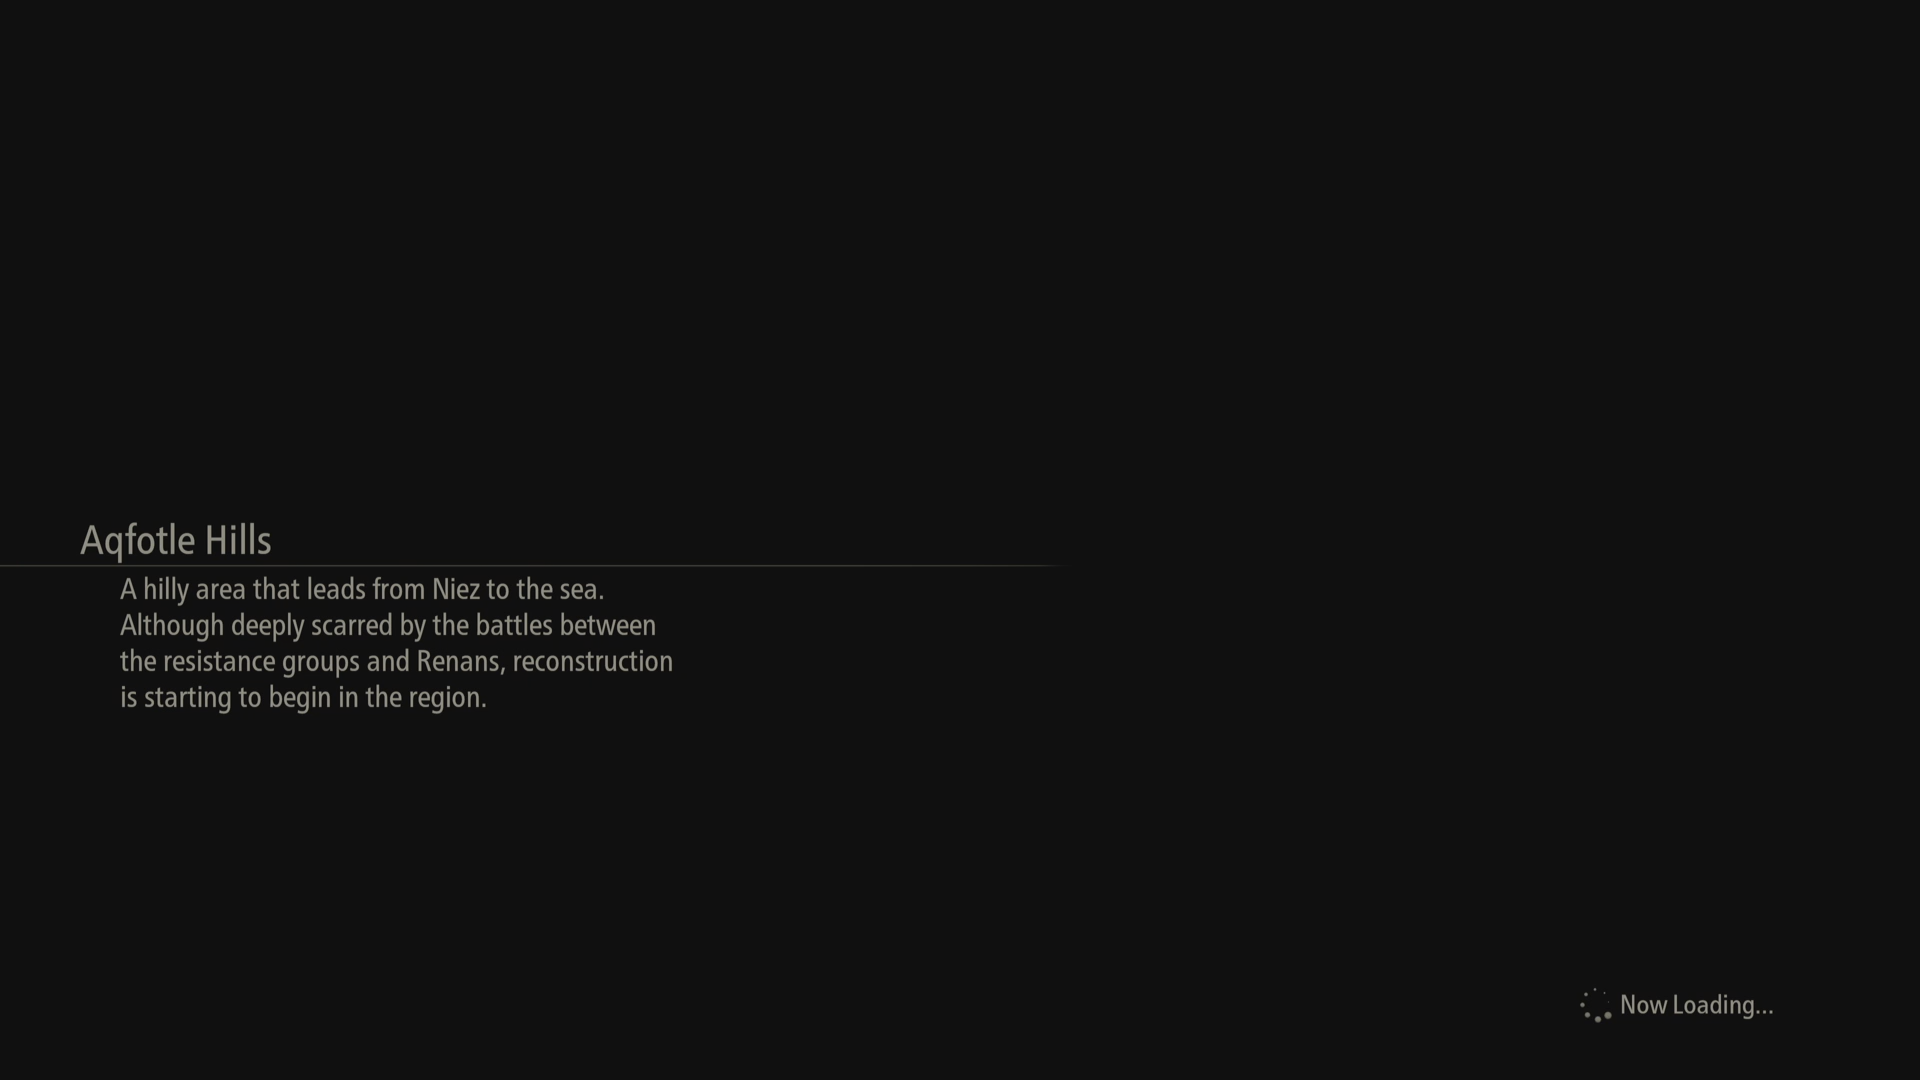 Aqfotle Hills
A hilly area that leads from Niez to the sea.
Although deeply scarred by the battles between
the resistance groups and Renans, reconstruction
is starting to begin in the region.
Now Loading...